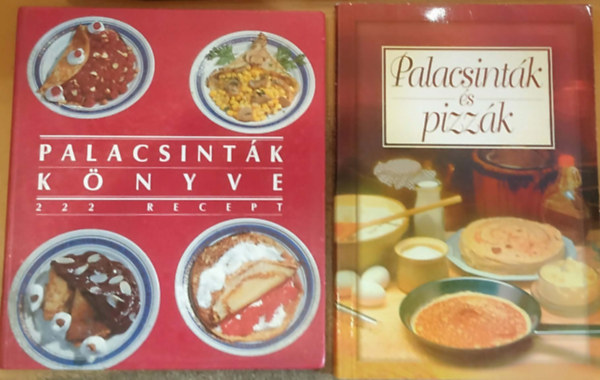 PALACSINTÁK
KÖNYVE
222 RECEPT
Palacsinták
és
pizzák